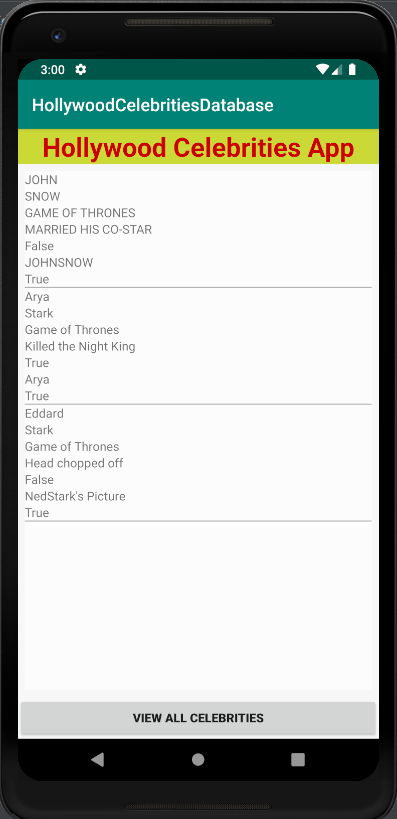 3:00
HollywoodCelebritiesDatabase
Hollywood Celebrities App
JOHN
SNOW
GAME OF THRONES
MARRIED HIS CO-STAR
False
JOHNSNOW
True
Arya
Stark
Game of Thrones
Killed the Night King
True
Arya
True
Eddard
Stark
Game of Thrones
Head chopped off
False
NedStark's Picture
True
VIEW ALL CELEBRITIES